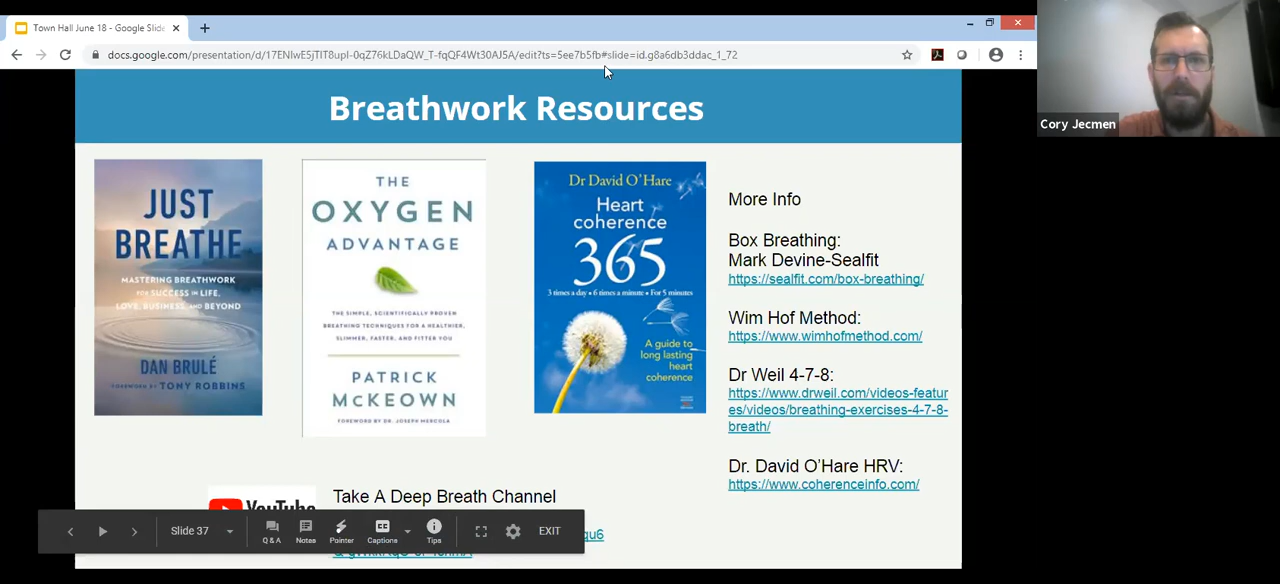 Town Hall June 18 - Google Slide
docs.google.com/presentation/d/17ENlwE5jTlT8upI-0qZ76kLDaQW_T-fqQF4Wt30AJ5A/edit?ts=5ee7b5fb#slide=id.g8a6db3ddac_1_72
Cory Jecmen
Breathwork Resources
JUST
BREATHE
MASTERING BREATHWORK
FOR SUCCESS IN LIFE,
LOVE, BUSINESS, AND BEYOND
DAN BRULÉ
FOREWORD BY TONY ROBBINS
THE
OXYGEN
ADVANTAGE
THE SIMPLE, SCIENTIFICALLY PROVEN
BREATHING TECHNIQUES FOR A HEALTHIER,
SLIMMER, FASTER, AND FITTER YOU
PATRICK
McKEOWN
FOREWORD BY DR. JOSEPH MERCOLA
Dr David O'Hare
Heart
coherence
365
3 times a day • 6 times a minute • For 5 minutes
A guide to
long lasting
heart
coherence
More Info
Box Breathing:
Mark Devine-Sealfit
https://sealfit.com/box-breathing/
Wim Hof Method:
https://www.wimhofmethod.com/
Dr Weil 4-7-8:
https://www.drweil.com/videos-featur
es/videos/breathing-exercises-4-7-8-
breath/
Dr. David O'Hare HRV:
https://www.coherenceinfo.com/
YouTube
Take A Deep Breath Channel
qu6
Slide 37
Q & A
Notes
Pointer
Captions
Tips
EXIT